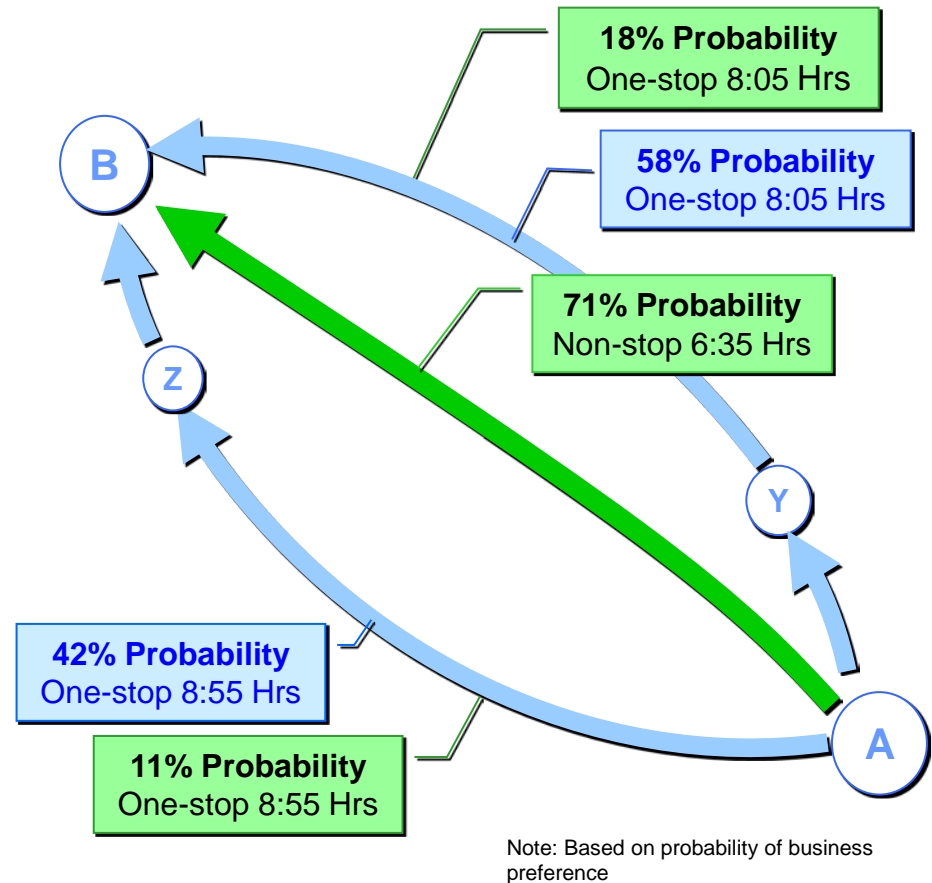 18% Probability
One-stop 8:05 Hrs
B
58% Probability
One-stop 8:05 Hrs
71% Probability
Non-stop 6:35 Hrs
Z
Y
42% Probability
One-stop 8:55 Hrs
A
11% Probability
One-stop 8:55 Hrs
Note: Based on probability of business
preference